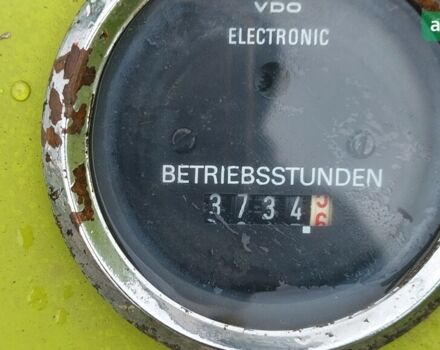 VDO
ELECTRONIC
BETRIEBSSTUNDEN
3734